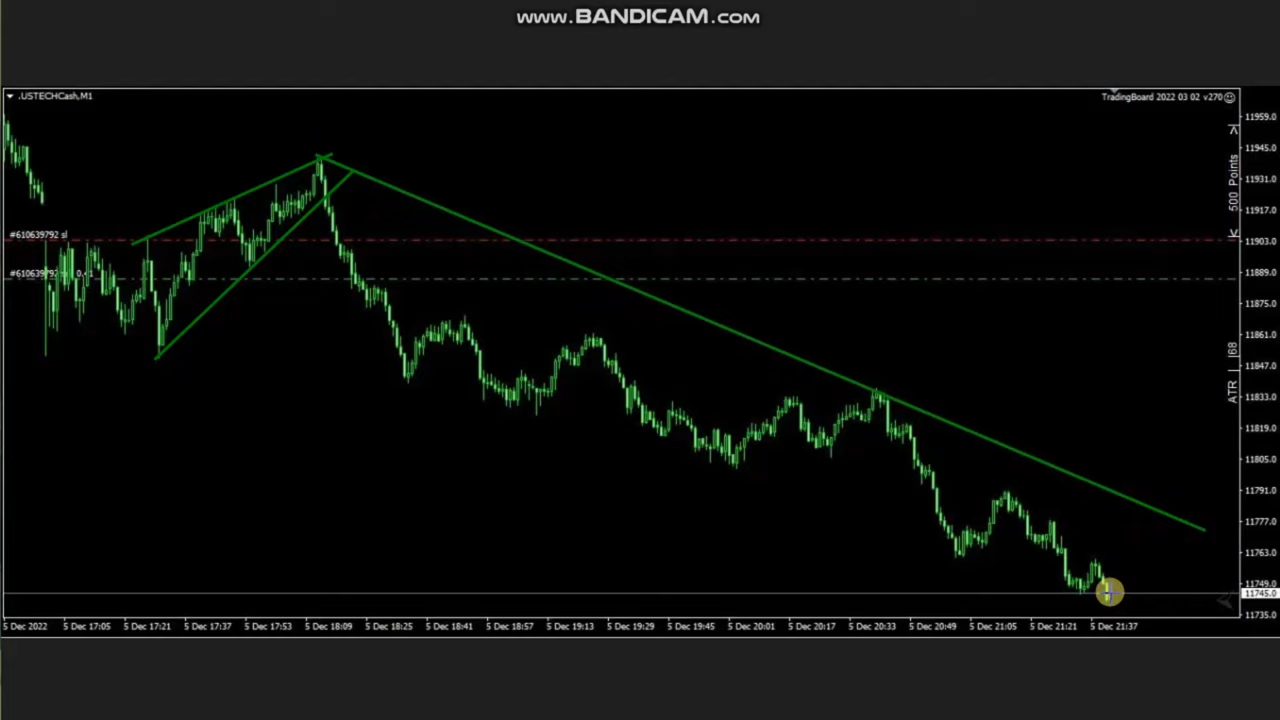 www.BANDICAM.com
.USTECHCash,M1
TradingBoard 2022 03 02 v270
11959.0
11945.0
11931.0
11917.0
11903.0
11889.0
11875.0
11861.0
11847.0
11833.0
11819.0
11805.0
11791.0
11777.0
11763.0
11749.0
11745.0
11735.0
500 Points
ATR | |68
#610639792 sl
#610639792
5 Dec 2022
5 Dec 17:05
5 Dec 17:21
5 Dec 17:37
5 Dec 17:53
5 Dec 18:09
5 Dec 18:25
5 Dec 18:41
5 Dec 18:57
5 Dec 19:13
5 Dec 19:29
5 Dec 19:45
5 Dec 20:01
5 Dec 20:17
5 Dec 20:33
5 Dec 20:49
5 Dec 21:05
5 Dec 21:21
5 Dec 21:37